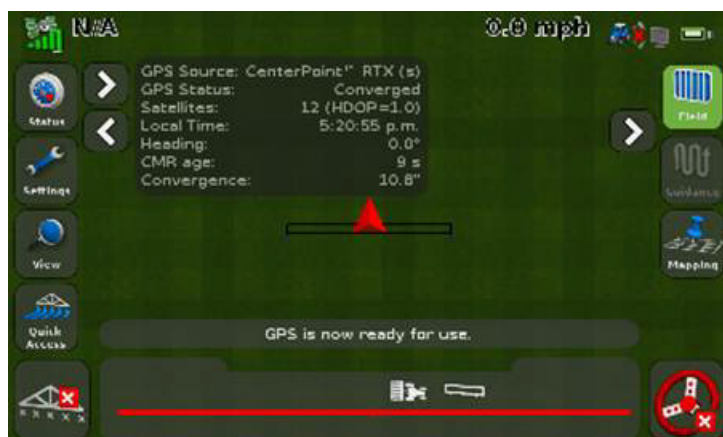 N/A
0.0 mph
GPS Source: CenterPoint™ RTX (s)
GPS Status: Converged
Satellites: 12 (HDOP=1.0)
Local Time: 5:20:55 p.m.
Heading: 0.0°
CMR age: 9 s
Convergence: 10.8"
Status
Settings
View
Quick
Access
Field
Guidance
Mapping
GPS is now ready for use.